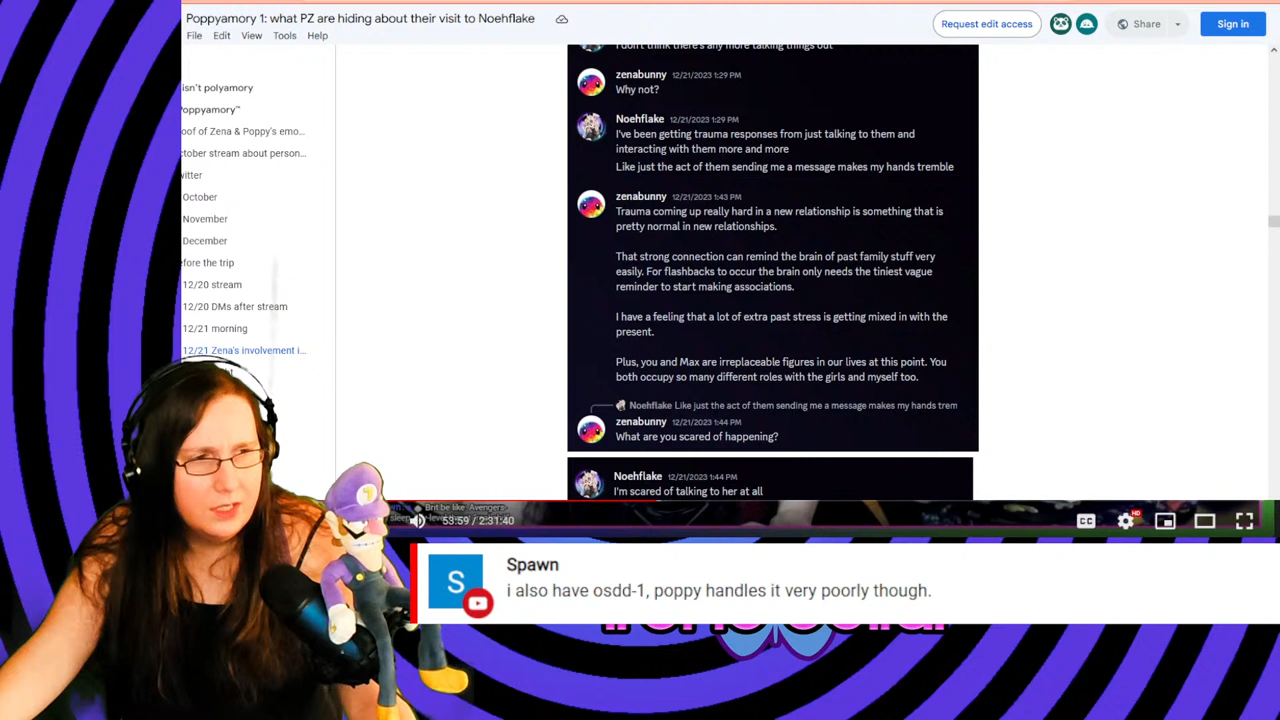 Poppyamory 1: what PZ are hiding about their visit to Noehflake
Request edit access
Share
Sign in
File Edit View Tools Help
isn't polyamory
Poppyamory™
oof of Zena & Poppy's emo...
ctober stream about person...
witter
October
November
December
efore the trip
12/20 stream
12/20 DMs after stream
12/21 morning
12/21 Zena's involvement i...
I don't think there's any more talking things out
zenabunny 12/21/2023 1:29 PM
Why not?
Noehflake 12/21/2023 1:29 PM
I've been getting trauma responses from just talking to them and
interacting with them more and more
Like just the act of them sending me a message makes my hands tremble
zenabunny 12/21/2023 1:43 PM
Trauma coming up really hard in a new relationship is something that is
pretty normal in new relationships.
That strong connection can remind the brain of past family stuff very
easily. For flashbacks to occur the brain only needs the tiniest vague
reminder to start making associations.
I have a feeling that a lot of extra past stress is getting mixed in with the
present.
Plus, you and Max are irreplaceable figures in our lives at this point. You
both occupy so many different roles with the girls and myself too.
Noehflake Like just the act of them sending me a message makes my hands trem
zenabunny 12/21/2023 1:44 PM
What are you scared of happening?
Noehflake 12/21/2023 1:44 PM
I'm scared of talking to her at all
Brit be like: Avengers
53:59 / 2:31:40
CC
HD
S
Spawn
i also have osdd-1, poppy handles it very poorly though.